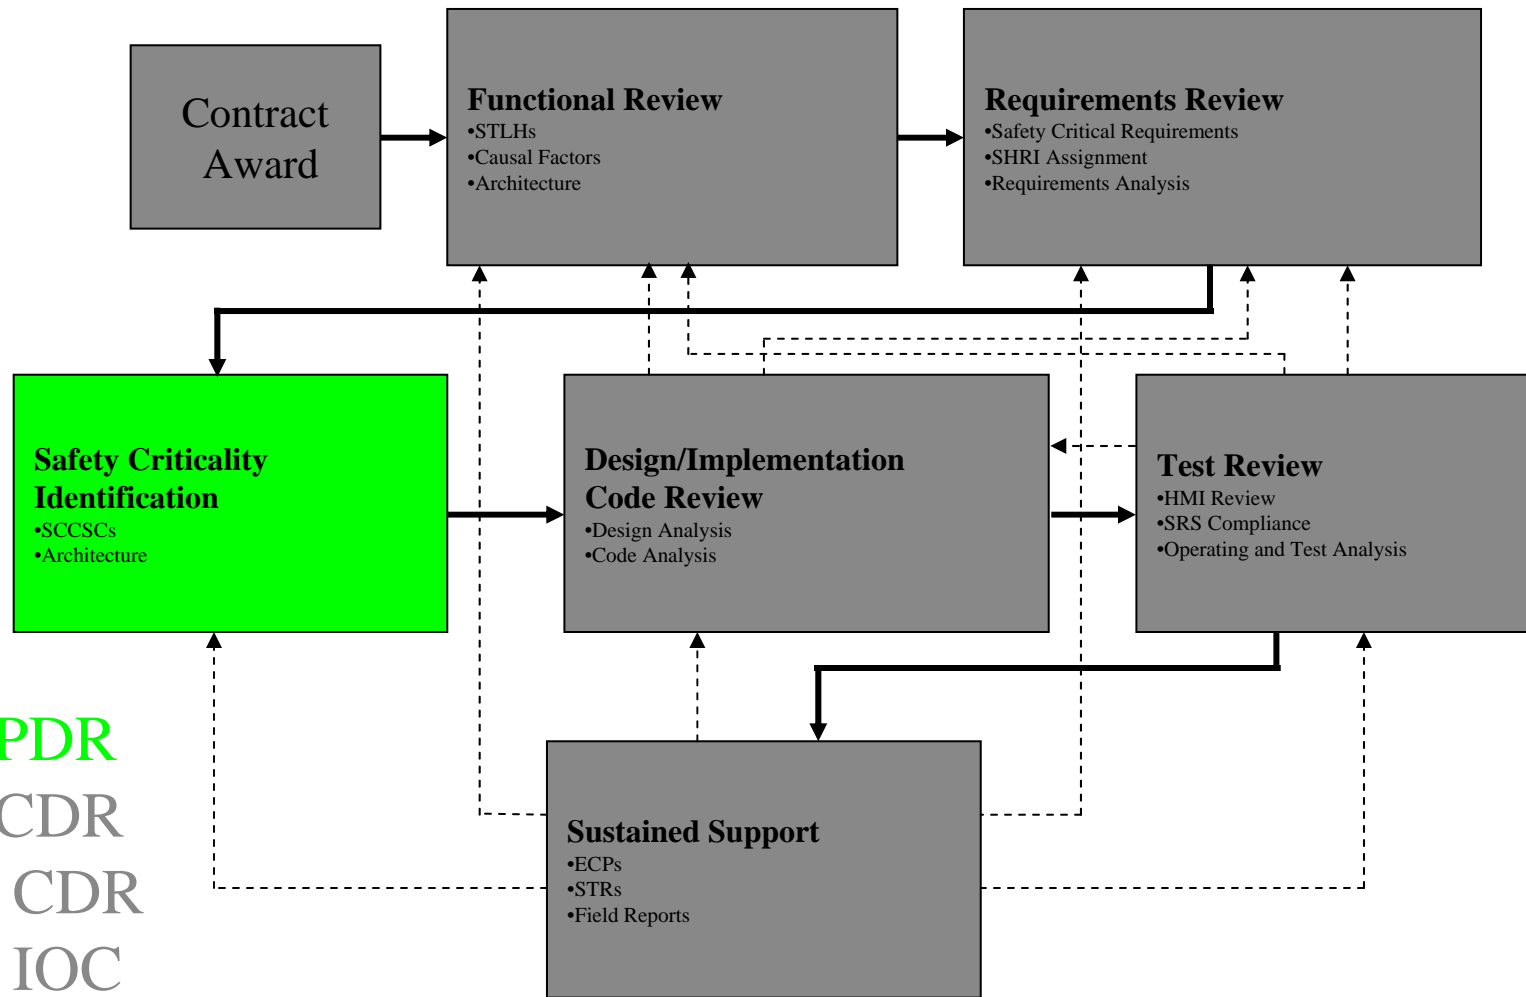 Contract
Award
Functional Review
•STLHs
•Causal Factors
•Architecture
Requirements Review
•Safety Critical Requirements
•SHRI Assignment
•Requirements Analysis
Safety Criticality
Identification
•SCCSCs
•Architecture
Design/Implementation
Code Review
•Design Analysis
•Code Analysis
Test Review
•HMI Review
•SRS Compliance
•Operating and Test Analysis
Sustained Support
•ECPs
•STRs
•Field Reports
PDR
CDR
CDR
IOC